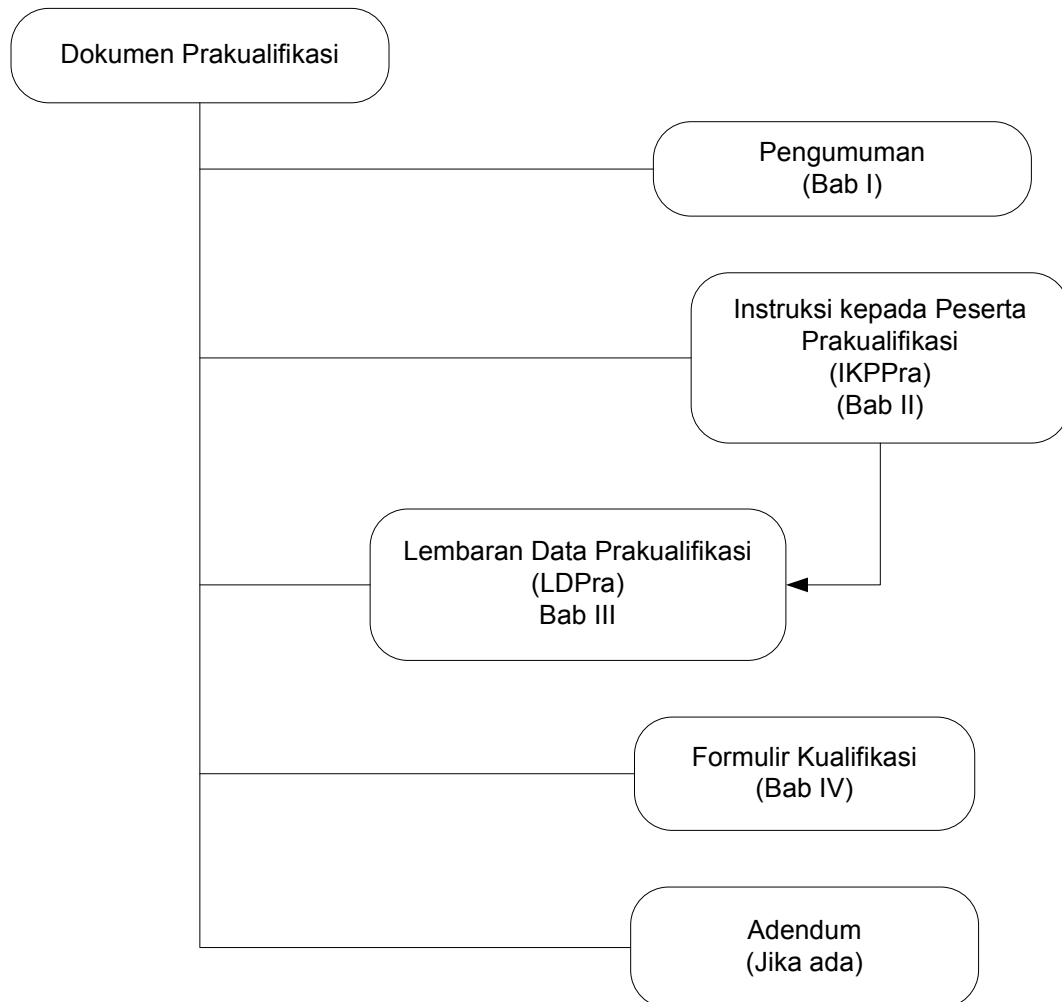 Dokumen Prakualifikasi
Pengumuman
(Bab I)
Instruksi kepada Peserta
Prakualifikasi
(IKPPra)
(Bab II)
Lembaran Data Prakualifikasi
(LDPra)
Bab III
Formulir Kualifikasi
(Bab IV)
Adendum
(Jika ada)